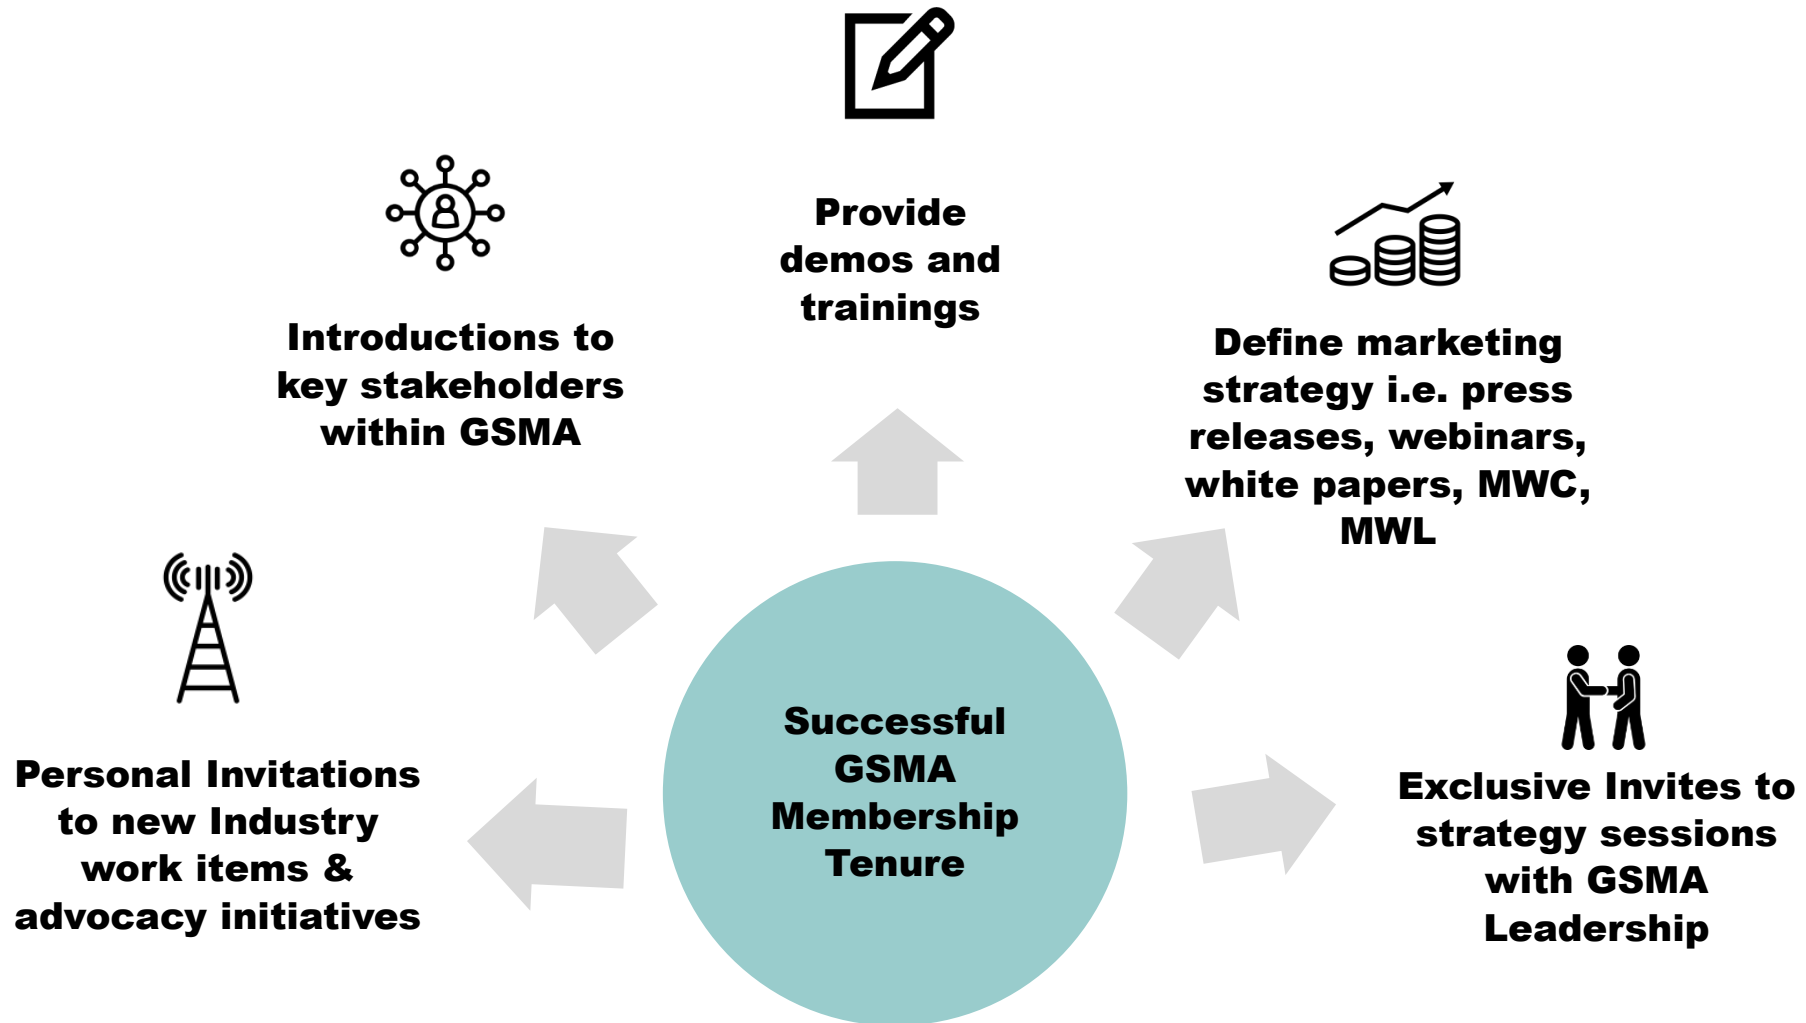 Provide
demos and
trainings
Introductions to
key stakeholders
within GSMA
Define marketing
strategy i.e. press
releases, webinars,
white papers, MWC,
MWL
Personal Invitations
to new Industry
work items &
advocacy initiatives
Successful
GSMA
Membership
Tenure
Exclusive Invites to
strategy sessions
with GSMA
Leadership